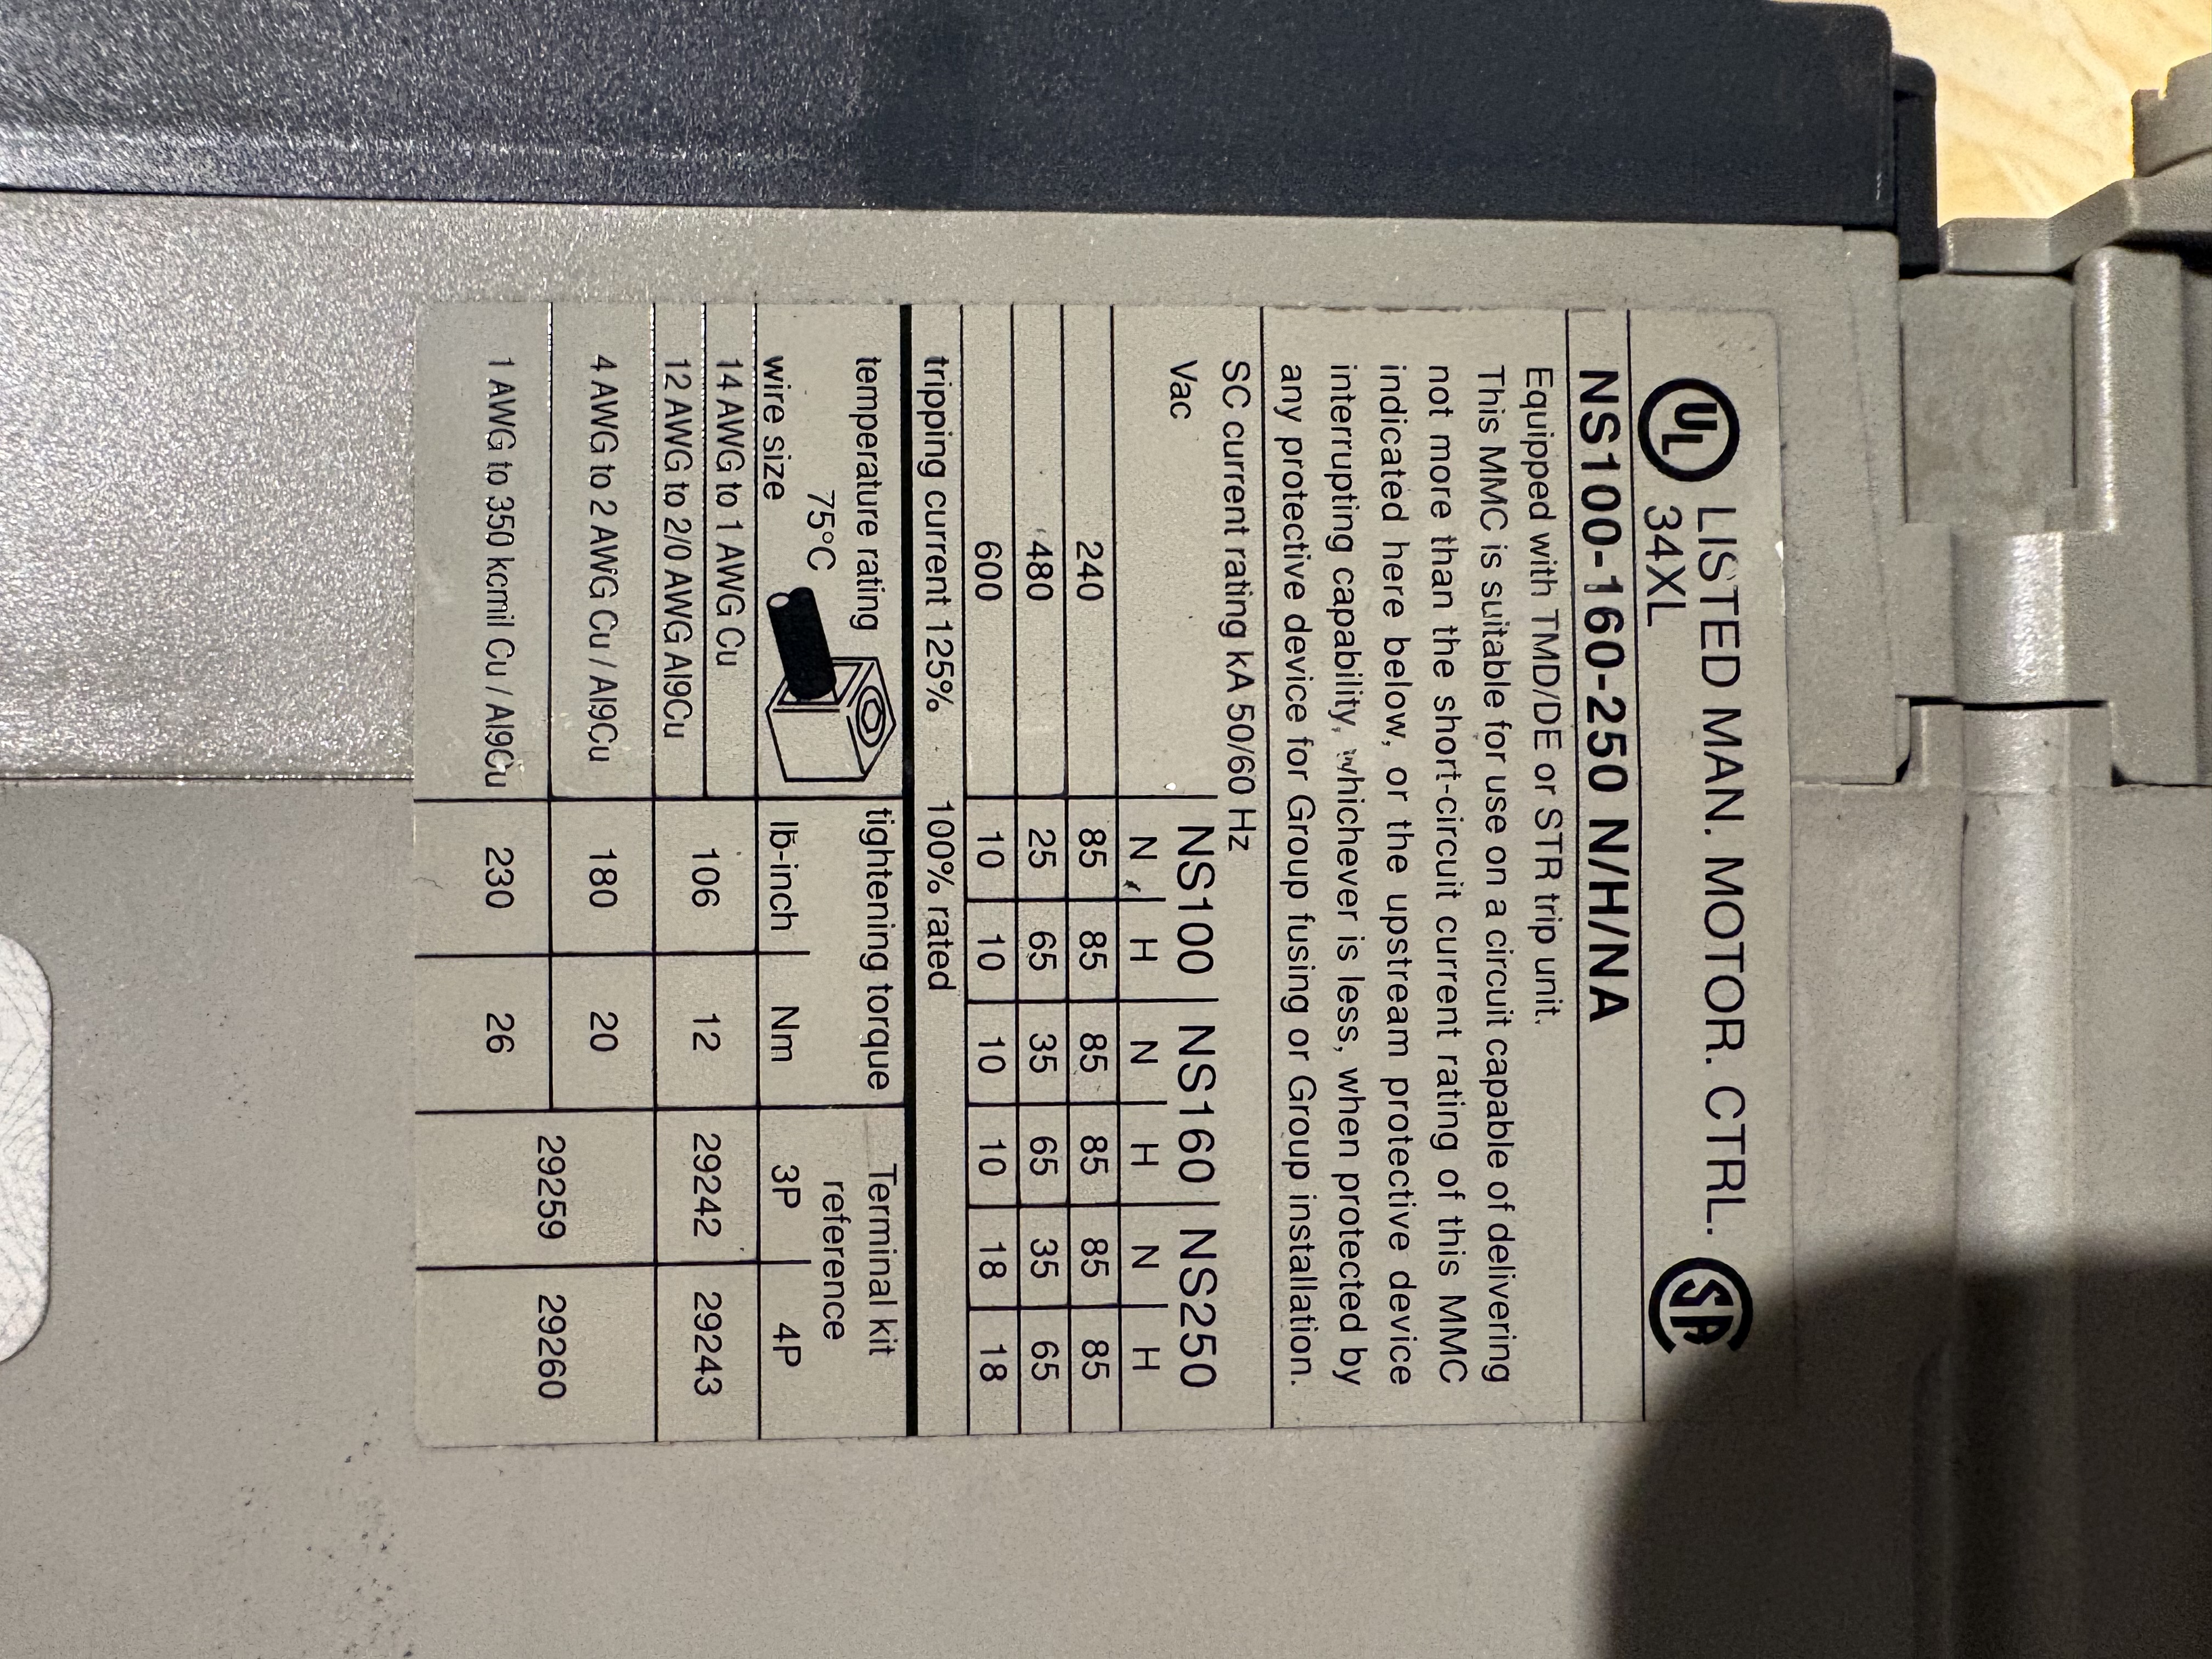 UL LISTED MAN. MOTOR. CTRL. SA
34XL
NS100-160-250 N/H/NA
Equipped with TMD/DE or STR trip unit.
This MMC is suitable for use on a circuit capable of delivering
not more than the short-circuit current rating of this MMC
indicated here below, or the upstream protective device
interrupting capability, whichever is less, when protected by
any protective device for Group fusing or Group installation.
SC current rating kA 50/60 Hz
Vac NS100 NS160 NS250
N H N H N H
240 85 85 85 85 85 85
480 25 65 35 65 35 65
600 10 10 10 10 18 18
tripping current 125% 100% rated
temperature rating tightening torque Terminal kit
75°C reference
wire size lb-inch Nm 3P 4P
14 AWG to 1 AWG Cu 106 12 29242 29243
12 AWG to 2/0 AWG Al9Cu
4 AWG to 2 AWG Cu / Al9Cu 180 20
29259 29260
1 AWG to 350 kcmil Cu / Al9Cu 230 26